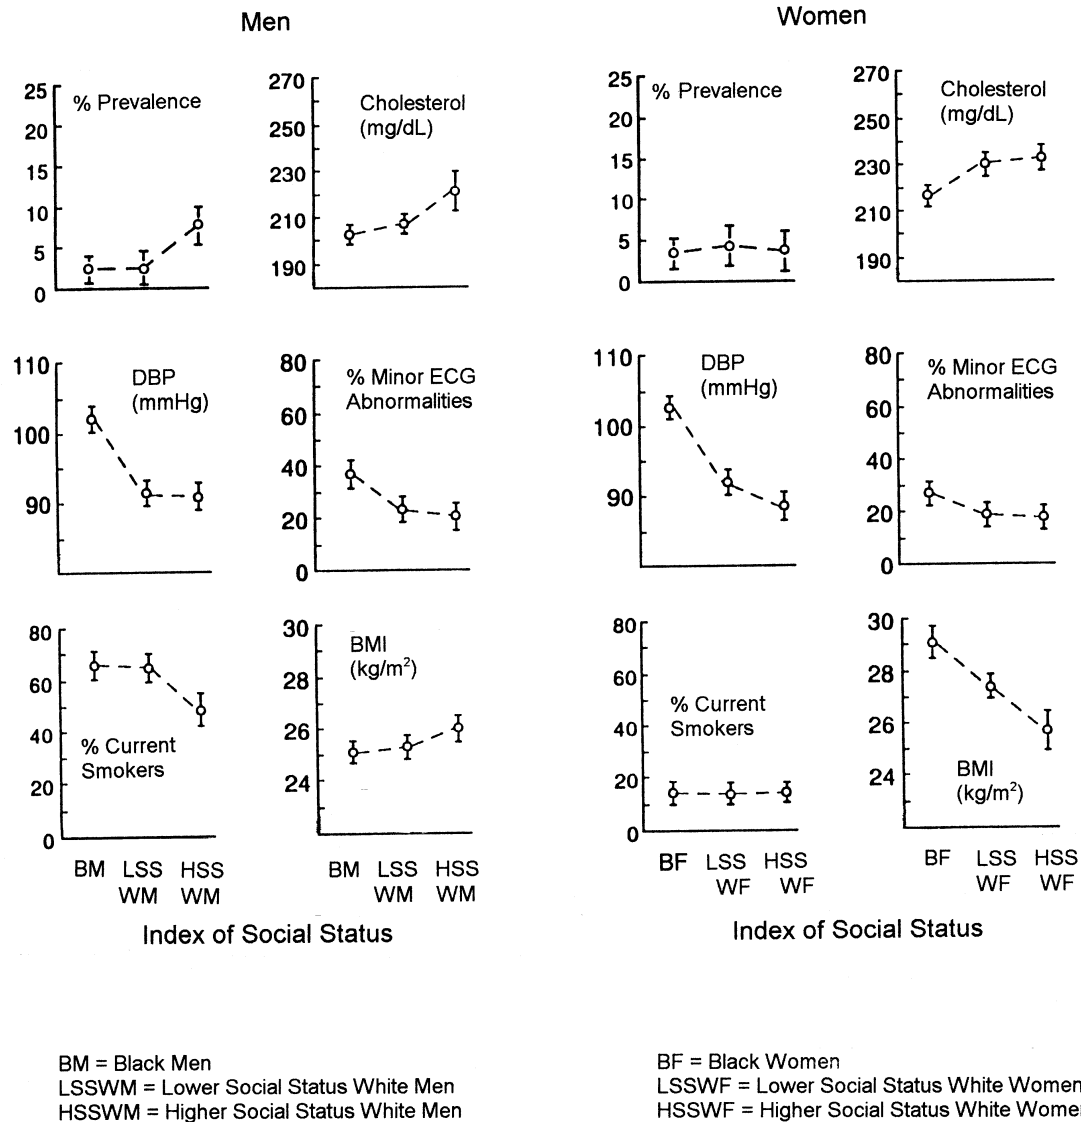 Men
Women
% Prevalence
25
20
15
10
5
0
Cholesterol
(mg/dL)
270
250
230
210
190
% Prevalence
25
20
15
10
5
0
Cholesterol
(mg/dL)
270
250
230
210
190
DBP
(mmHg)
110
100
90
% Minor ECG
Abnormalities
80
60
40
20
0
DBP
(mmHg)
110
100
90
% Minor ECG
Abnormalities
80
60
40
20
0
% Current
Smokers
80
60
40
20
0
BMI
(kg/m²)
30
28
26
24
% Current
Smokers
80
60
40
20
0
BMI
(kg/m²)
30
28
26
24
BM LSS HSS
WM WM
BM LSS HSS
WM WM
BF LSS HSS
WF WF
BF LSS HSS
WF WF
Index of Social Status
Index of Social Status
BM = Black Men
LSSWM = Lower Social Status White Men
HSSWM = Higher Social Status White Men
BF = Black Women
LSSWF = Lower Social Status White Women
HSSWF = Higher Social Status White Wome